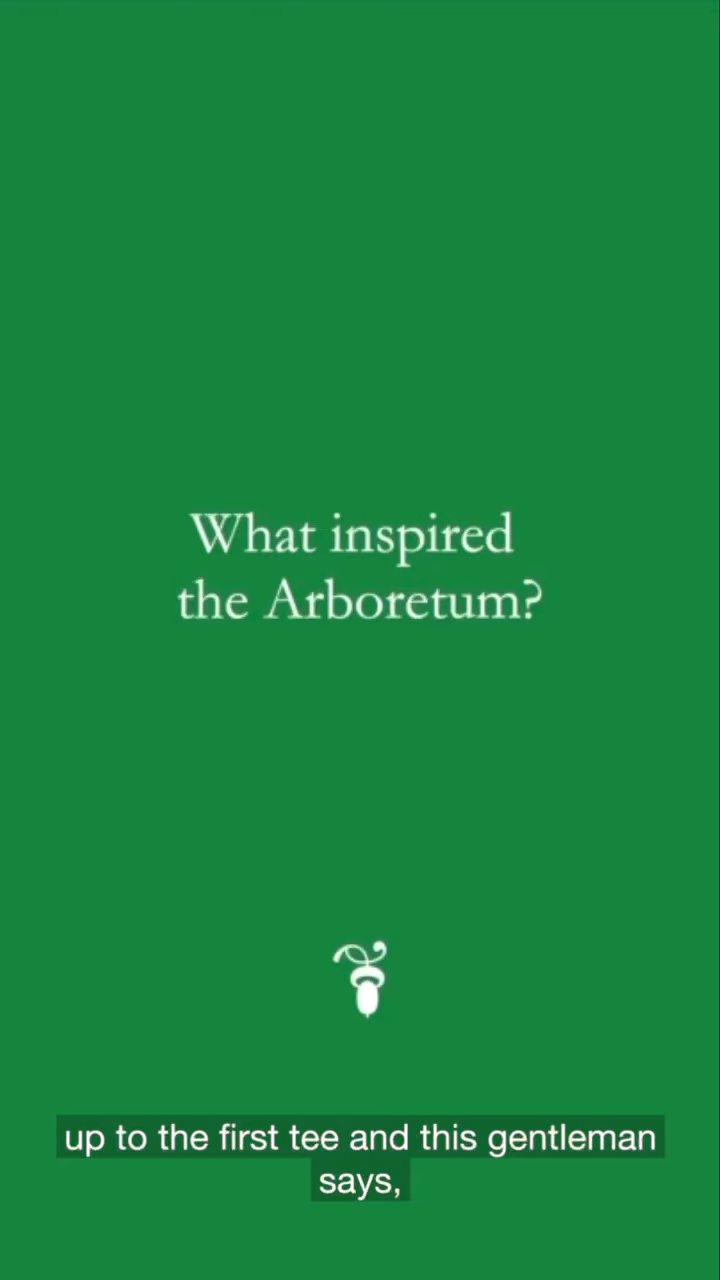 What inspired
the Arboretum?
up to the first tee and this gentleman
says,